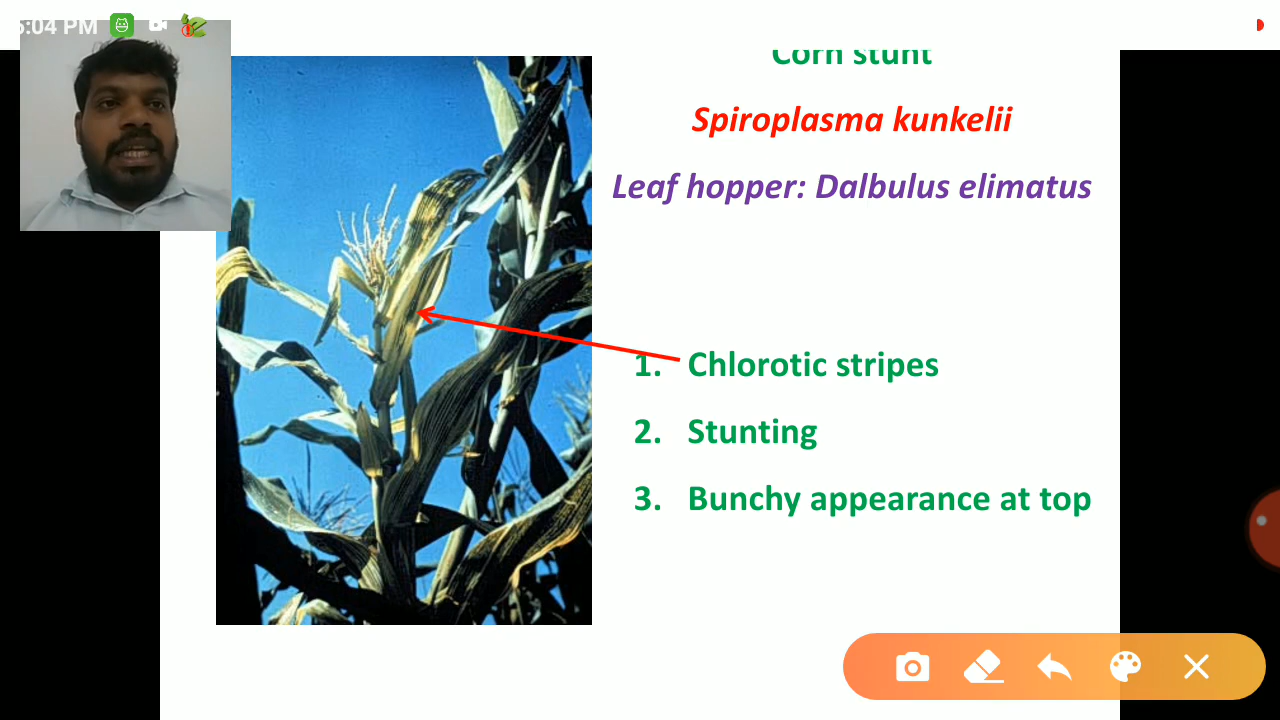 5:04 PM
Corn stunt
Spiroplasma kunkelii
Leaf hopper: Dalbulus elimatus
1. Chlorotic stripes
2. Stunting
3. Bunchy appearance at top